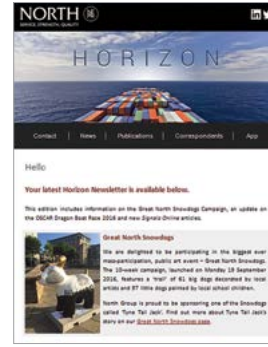 NORTH
SERVICE, STRENGTH, QUALITY
in
HORIZON
Contact | News | Publications | Correspondents | App
Hello
Your latest Horizon Newsletter is available below.
This edition includes information on the Great North Snowdogs Campaign, an update on
the OSCAR Dragon Boat Race 2016 and new Signals Online articles.
Great North Snowdogs
We are delighted to be participating in the biggest ever
mass-participation, public art event – Great North Snowdogs.
The 10-week campaign, launched on Monday 19 September
2016, features a 'trail' of 61 big dogs decorated by local
artists and 97 little dogs painted by local school children.
North Group is proud to be sponsoring one of the Snowdogs
called 'Tyne Tail Jack'. Find out more about Tyne Tail Jack's
story on our Great North Snowdogs page.